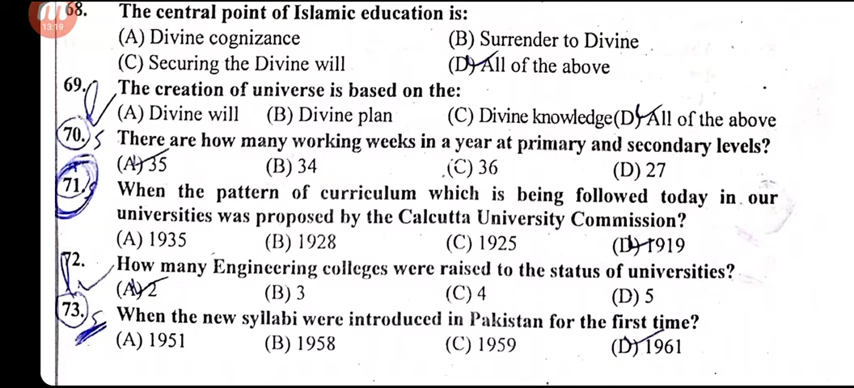 68. The central point of Islamic education is:
13:19
(A) Divine cognizance (B) Surrender to Divine
(C) Securing the Divine will (D) All of the above
69. The creation of universe is based on the:
(A) Divine will (B) Divine plan (C) Divine knowledge(D) All of the above
70. There are how many working weeks in a year at primary and secondary levels?
(A) 35 (B) 34 (C) 36 (D) 27
71. When the pattern of curriculum which is being followed today in our
universities was proposed by the Calcutta University Commission?
(A) 1935 (B) 1928 (C) 1925 (D) 1919
72. How many Engineering colleges were raised to the status of universities?
(A) 2 (B) 3 (C) 4 (D) 5
73. When the new syllabi were introduced in Pakistan for the first time?
(A) 1951 (B) 1958 (C) 1959 (D) 1961